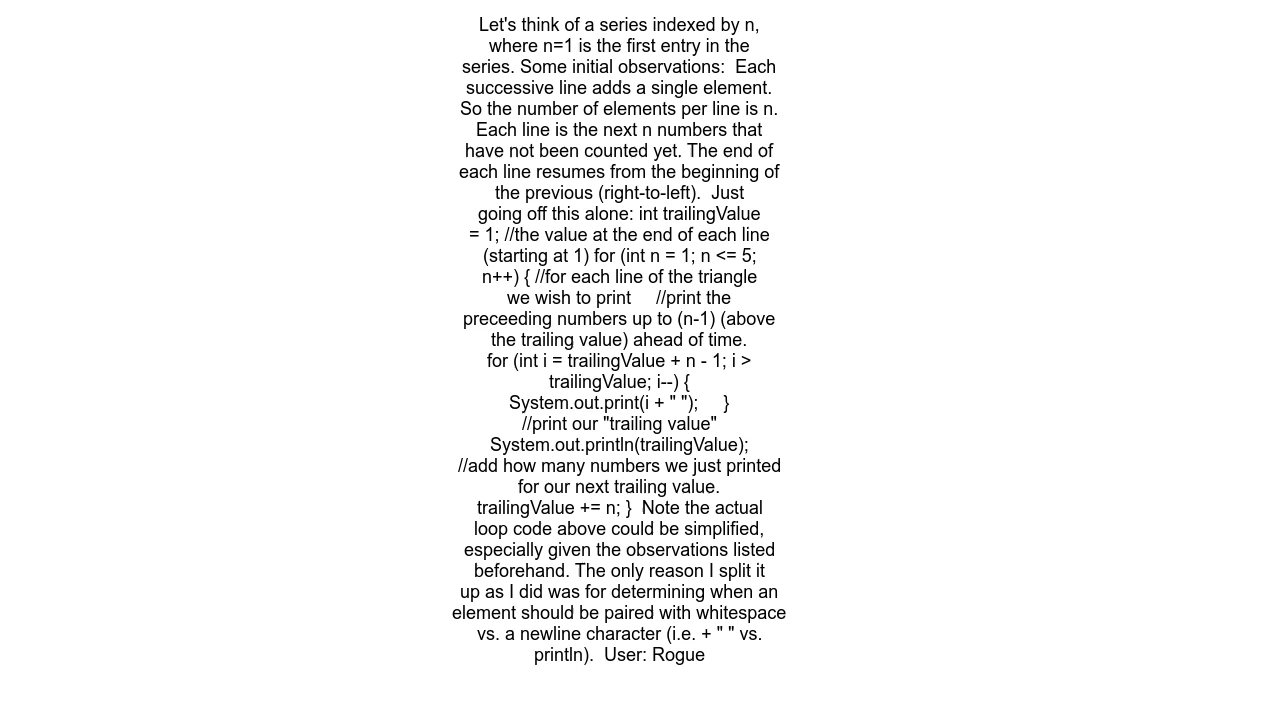 Let's think of a series indexed by n,
where n=1 is the first entry in the
series. Some initial observations:  Each
successive line adds a single element.
So the number of elements per line is n.
Each line is the next n numbers that
have not been counted yet. The end of
each line resumes from the beginning of
the previous (right-to-left).  Just
going off this alone: int trailingValue
= 1; //the value at the end of each line
(starting at 1) for (int n = 1; n <= 5;
n++) { //for each line of the triangle
we wish to print     //print the
preceeding numbers up to (n-1) (above
the trailing value) ahead of time.
for (int i = trailingValue + n - 1; i >
trailingValue; i--) {
System.out.print(i + " ");     }
//print our "trailing value"
System.out.println(trailingValue);
//add how many numbers we just printed
for our next trailing value.
trailingValue += n; }  Note the actual
loop code above could be simplified,
especially given the observations listed
beforehand. The only reason I split it
up as I did was for determining when an
element should be paired with whitespace
vs. a newline character (i.e. + " " vs.
println).  User: Rogue